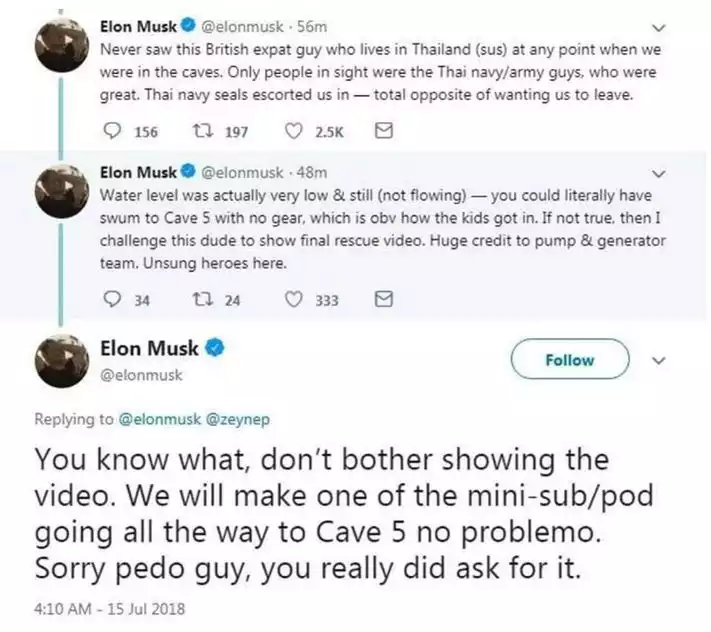 Elon Musk @elonmusk · 56m
Never saw this British expat guy who lives in Thailand (sus) at any point when we
were in the caves. Only people in sight were the Thai navy/army guys, who were
great. Thai navy seals escorted us in — total opposite of wanting us to leave.
156 197 2.5K
Elon Musk @elonmusk · 48m
Water level was actually very low & still (not flowing) — you could literally have
swum to Cave 5 with no gear, which is obv how the kids got in. If not true, then I
challenge this dude to show final rescue video. Huge credit to pump & generator
team. Unsung heroes here.
34 24 333
Elon Musk
@elonmusk
Follow
Replying to @elonmusk @zeynep
You know what, don't bother showing the
video. We will make one of the mini-sub/pod
going all the way to Cave 5 no problemo.
Sorry pedo guy, you really did ask for it.
4:10 AM - 15 Jul 2018